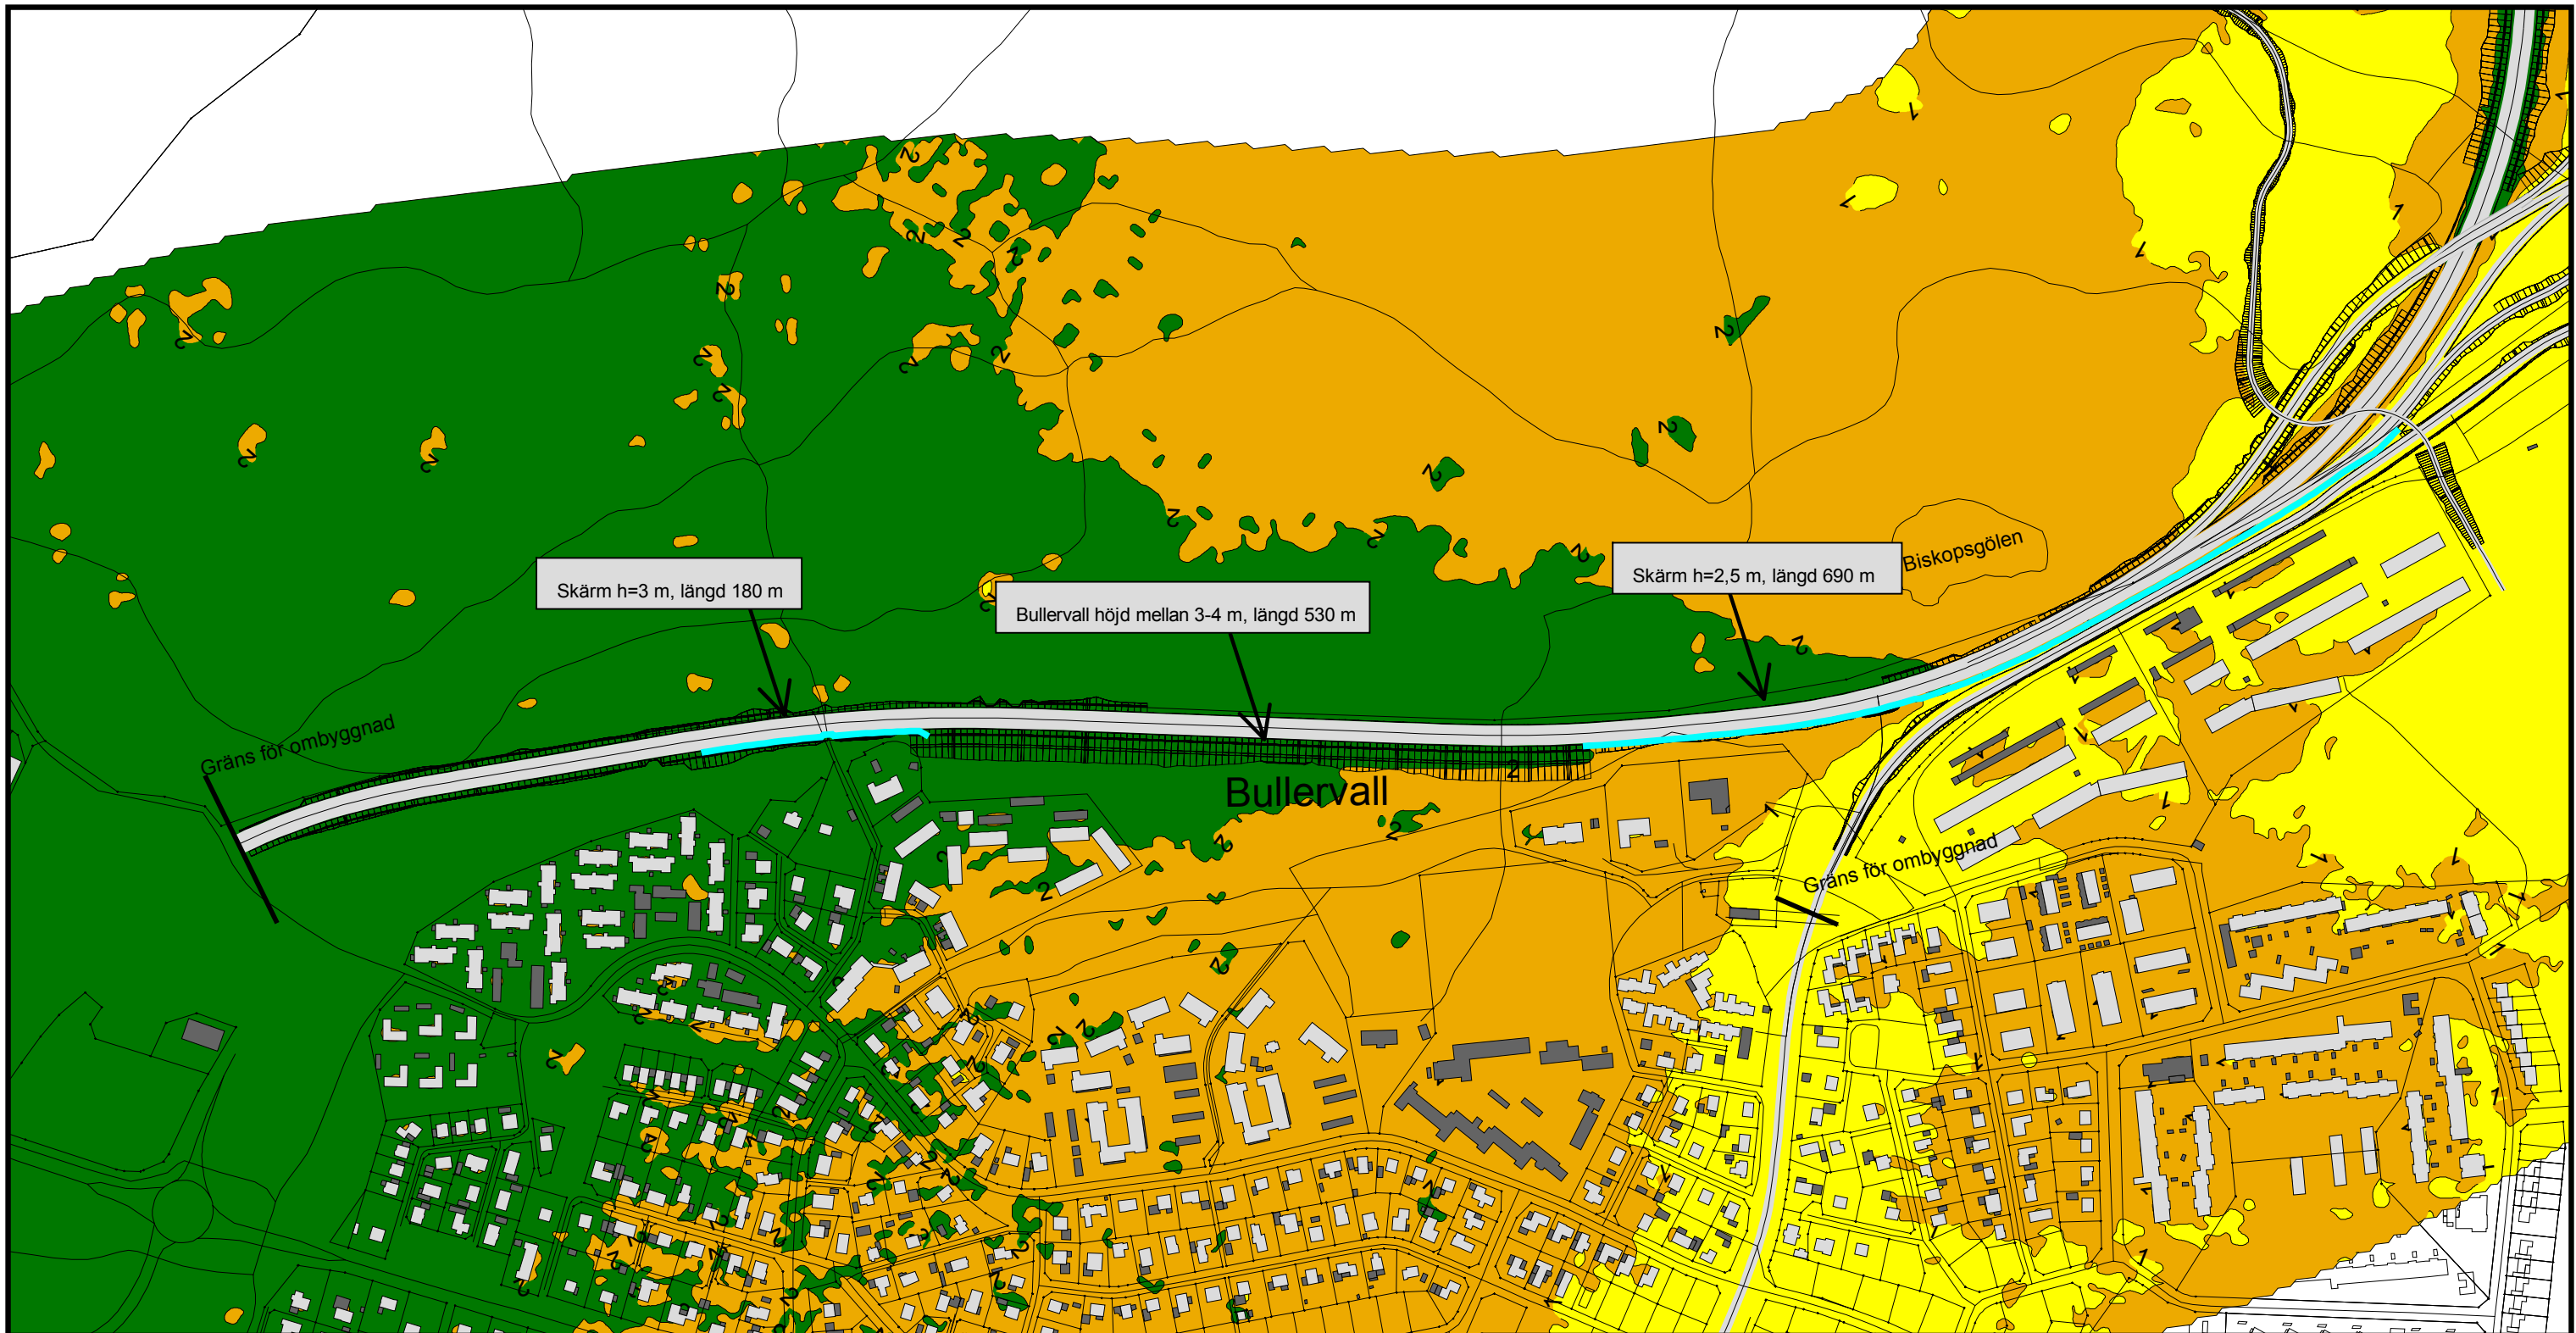 Skärm h=3 m, längd 180 m
Bullervall höjd mellan 3-4 m, längd 530 m
Skärm h=2,5 m, längd 690 m
Biskopsgölen
Gräns för ombyggnad
Bullervall
Gräns för ombyggnad